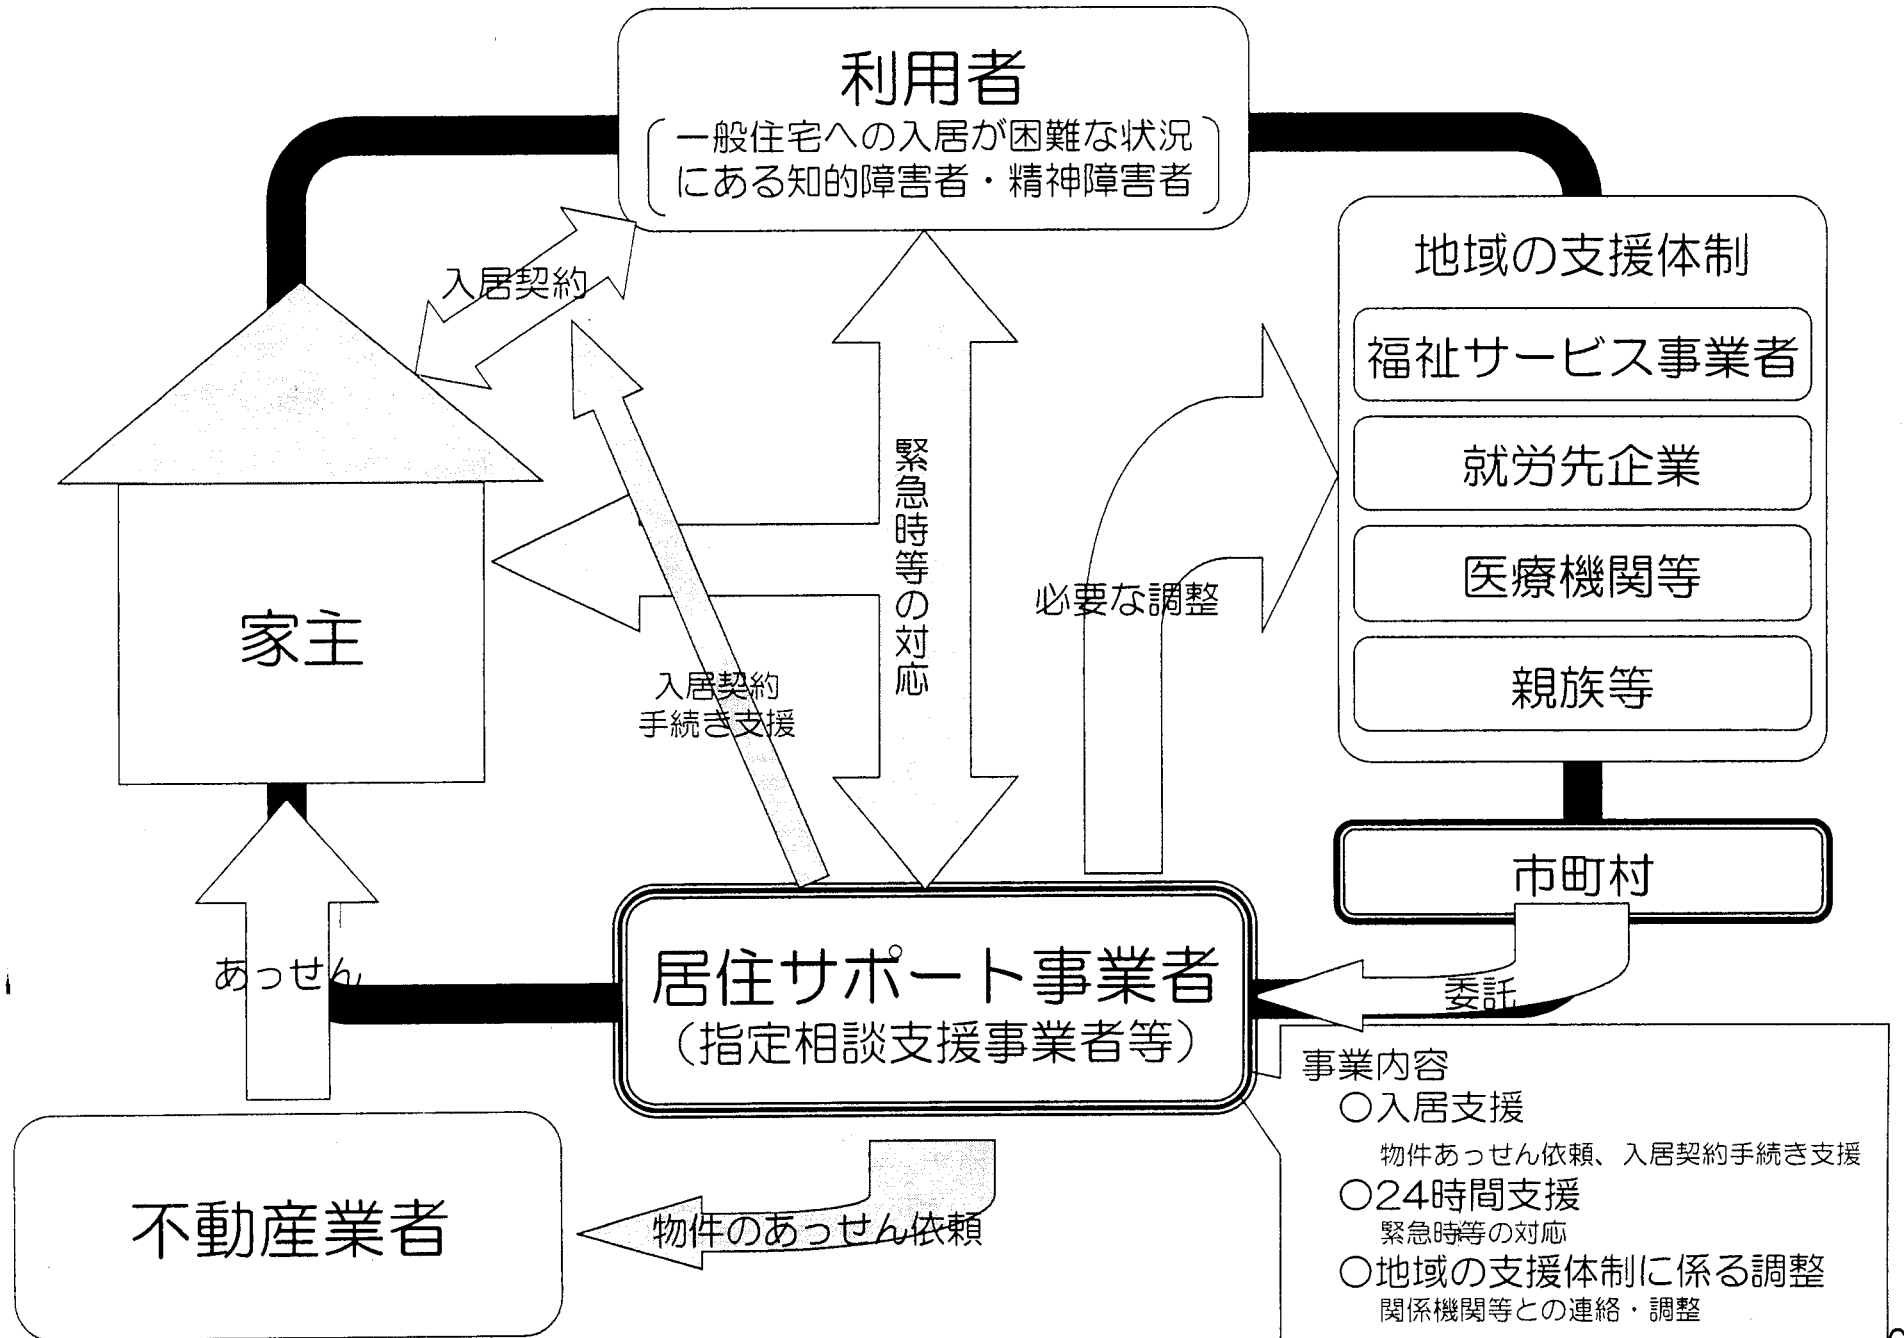 利用者
一般住宅への入居が困難な状況
にある知的障害者・精神障害者
入居契約
地域の支援体制
福祉サービス事業者
就労先企業
医療機関等
親族等
家主
緊急時等の対応
必要な調整
入居契約
手続き支援
市町村
あっせん
居住サポート事業者
(指定相談支援事業者等)
委託
不動産業者
物件のあっせん依頼
事業内容
○入居支援
物件あっせん依頼、入居契約手続き支援
○24時間支援
緊急時等の対応
○地域の支援体制に係る調整
関係機関等との連絡・調整